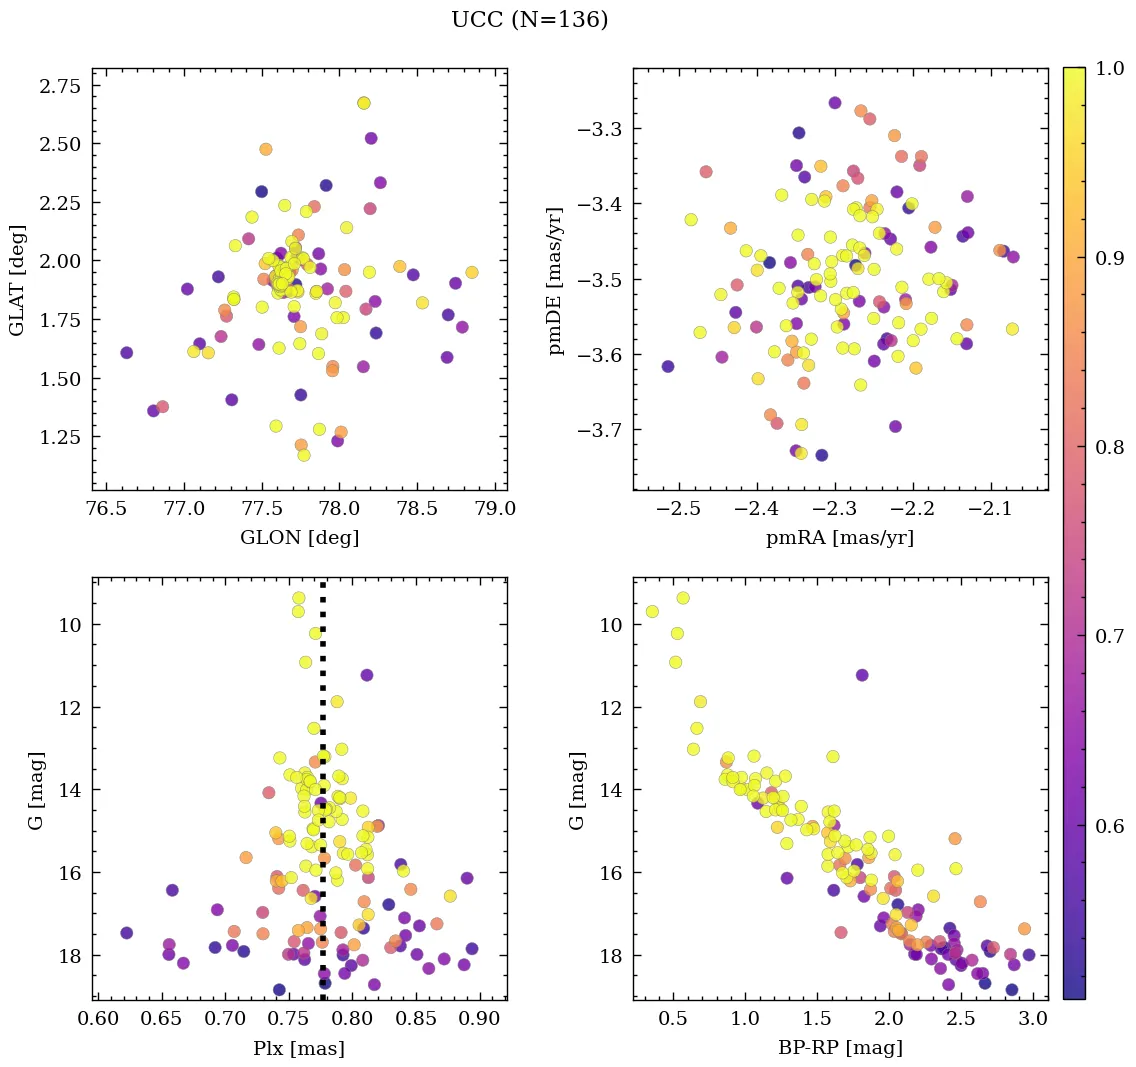 UCC (N=136)
2.75
2.50
2.25
2.00
1.75
1.50
1.25
GLAT [deg]
76.5 77.0 77.5 78.0 78.5 79.0
GLON [deg]
−3.3
−3.4
−3.5
−3.6
−3.7
pmDE [mas/yr]
−2.5 −2.4 −2.3 −2.2 −2.1
pmRA [mas/yr]
1.0
0.9
0.8
0.7
0.6
10
12
14
16
18
G [mag]
0.60 0.65 0.70 0.75 0.80 0.85 0.90
Plx [mas]
10
12
14
16
18
G [mag]
0.5 1.0 1.5 2.0 2.5 3.0
BP-RP [mag]